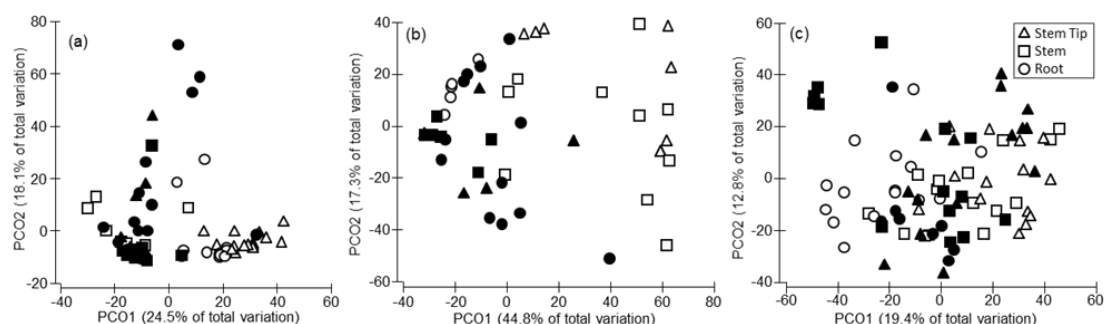 (a)
80
60
40
20
0
-20
PCO2 (18.1% of total variation)
-40 -20 0 20 40 60
PCO1 (24.5% of total variation)
(b)
40
20
0
-20
-40
-60
PCO2 (17.3% of total variation)
-40 -20 0 20 40 60 80
PCO1 (44.8% of total variation)
(c)
60
40
20
0
-20
-40
PCO2 (12.8% of total variation)
-60 -40 -20 0 20 40 60
PCO1 (19.4% of total variation)
Stem Tip
Stem
Root